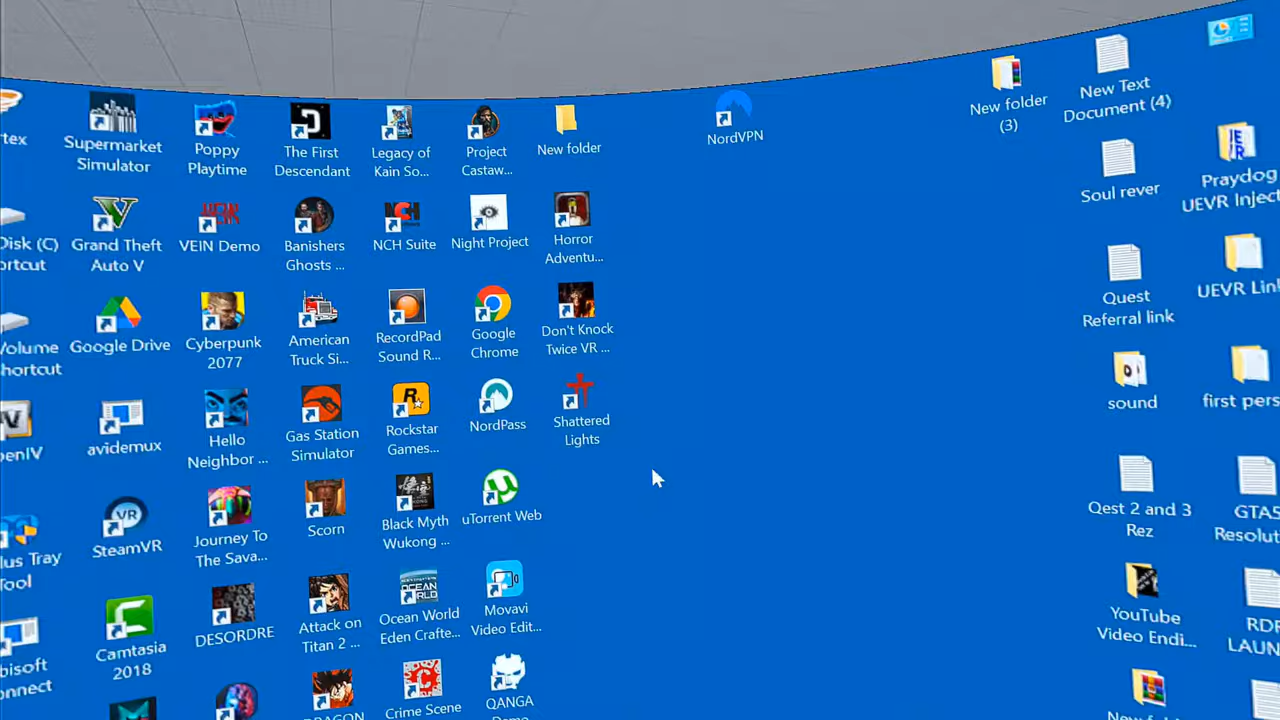 rtex
Supermarket
Simulator
Poppy
Playtime
The First
Descendant
Legacy of
Kain So...
Project
Castaw...
New folder
NordVPN
New folder
(3)
New Text
Document (4)
Disk (C)
ortcut
Grand Theft
Auto V
VEIN Demo
Banishers
Ghosts ...
NCH Suite
Night Project
Horror
Adventu...
Soul rever
Praydog
UEVR Inject
Volume
hortcut
Google Drive
Cyberpunk
2077
American
Truck Si...
RecordPad
Sound R...
Google
Chrome
Don't Knock
Twice VR ...
Quest
Referral link
UEVR Lin
penIV
avidemux
Hello
Neighbor ...
Gas Station
Simulator
Rockstar
Games...
NordPass
Shattered
Lights
sound
first pers
lus Tray
Tool
SteamVR
Journey To
The Sava...
Scorn
Black Myth
Wukong ...
uTorrent Web
Qest 2 and 3
Rez
GTA5
Resolut
bisoft
nnect
Camtasia
2018
DESORDRE
Attack on
Titan 2 ...
Ocean World
Eden Crafte...
Movavi
Video Edit...
YouTube
Video Endi...
RDR
LAUN
DRAGON
Crime Scene
QANGA
Demo
New fold